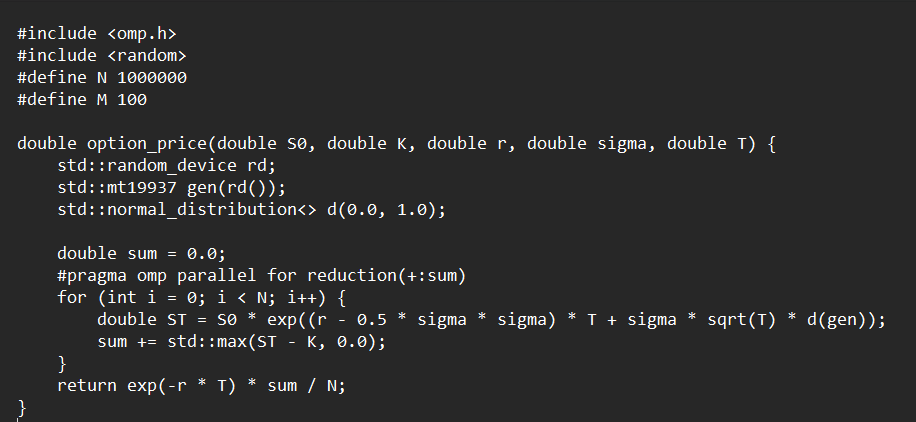 #include <omp.h>
#include <random>
#define N 1000000
#define M 100

double option_price(double S0, double K, double r, double sigma, double T) {
    std::random_device rd;
    std::mt19937 gen(rd());
    std::normal_distribution<> d(0.0, 1.0);

    double sum = 0.0;
    #pragma omp parallel for reduction(+:sum)
    for (int i = 0; i < N; i++) {
        double ST = S0 * exp((r - 0.5 * sigma * sigma) * T + sigma * sqrt(T) * d(gen));
        sum += std::max(ST - K, 0.0);
    }
    return exp(-r * T) * sum / N;
}